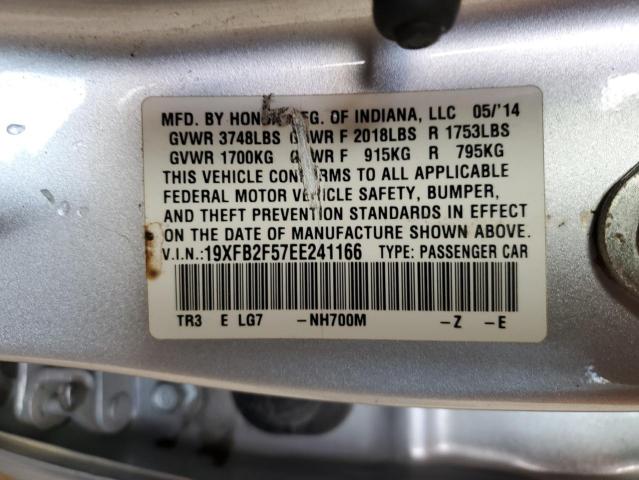 MFD. BY HONDA MFG. OF INDIANA, LLC 05/'14
GVWR 3748LBS GAWR F 2018LBS R 1753LBS
GVWR 1700KG GAWR F 915KG R 795KG
THIS VEHICLE CONFORMS TO ALL APPLICABLE
FEDERAL MOTOR VEHICLE SAFETY, BUMPER,
AND THEFT PREVENTION STANDARDS IN EFFECT
ON THE DATE OF MANUFACTURE SHOWN ABOVE.
V.I.N.:19XFB2F57EE241166 TYPE: PASSENGER CAR
TR3 E LG7 -NH700M -Z -E